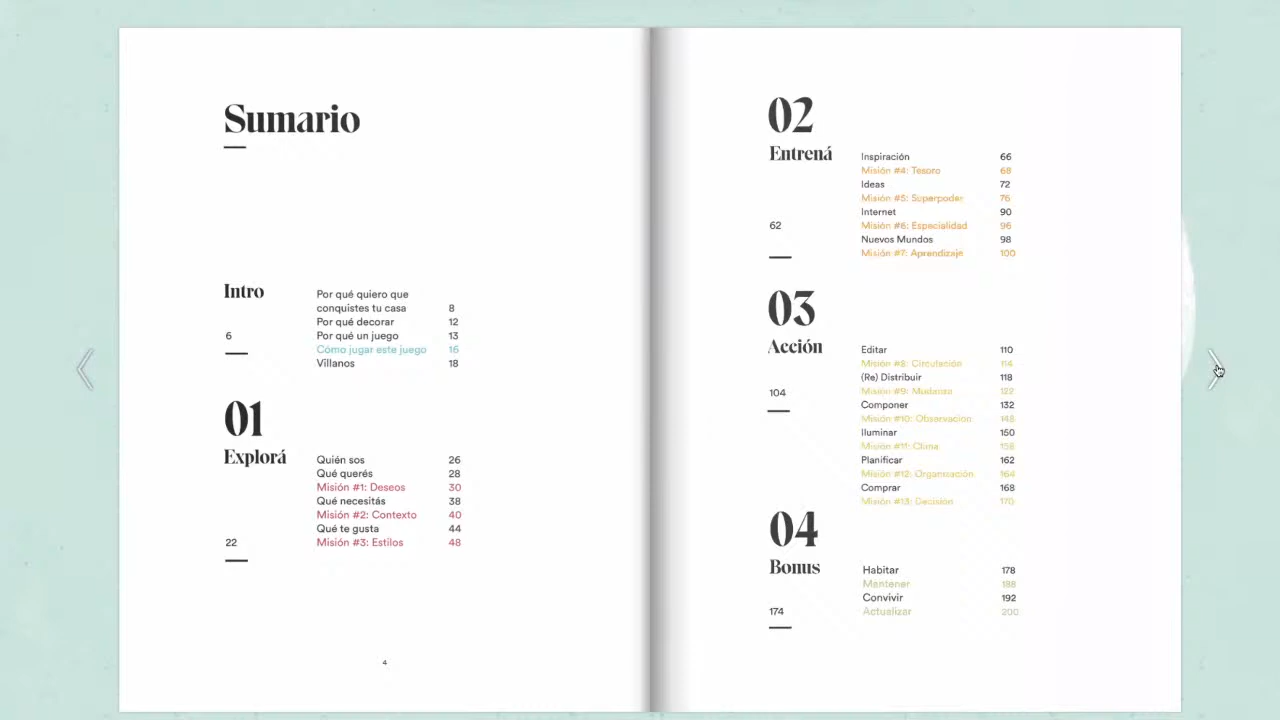 Sumario
Intro
6
Por qué quiero que
conquistes tu casa 8
Por qué decorar 12
Por qué un juego 13
Cómo jugar este juego 16
Villanos 18
01
Explorá
22
Quién sos 26
Qué querés 28
Misión #1: Deseos 30
Qué necesitás 38
Misión #2: Contexto 40
Qué te gusta 44
Misión #3: Estilos 48
4
02
Entrená
62
Inspiración 66
Misión #4: Tesoro 68
Ideas 72
Misión #5: Superpoder 76
Internet 90
Misión #6: Especialidad 96
Nuevos Mundos 98
Misión #7: Aprendizaje 100
03
Acción
104
Editar 110
Misión #8: Circulación 114
(Re) Distribuir 118
Misión #9: Mudanza 122
Componer 132
Misión #10: Observación 148
Iluminar 150
Misión #11: Clima 158
Planificar 162
Misión #12: Organización 164
Comprar 168
Misión #13: Decisión 170
04
Bonus
174
Habitar 178
Mantener 188
Convivir 192
Actualizar 200